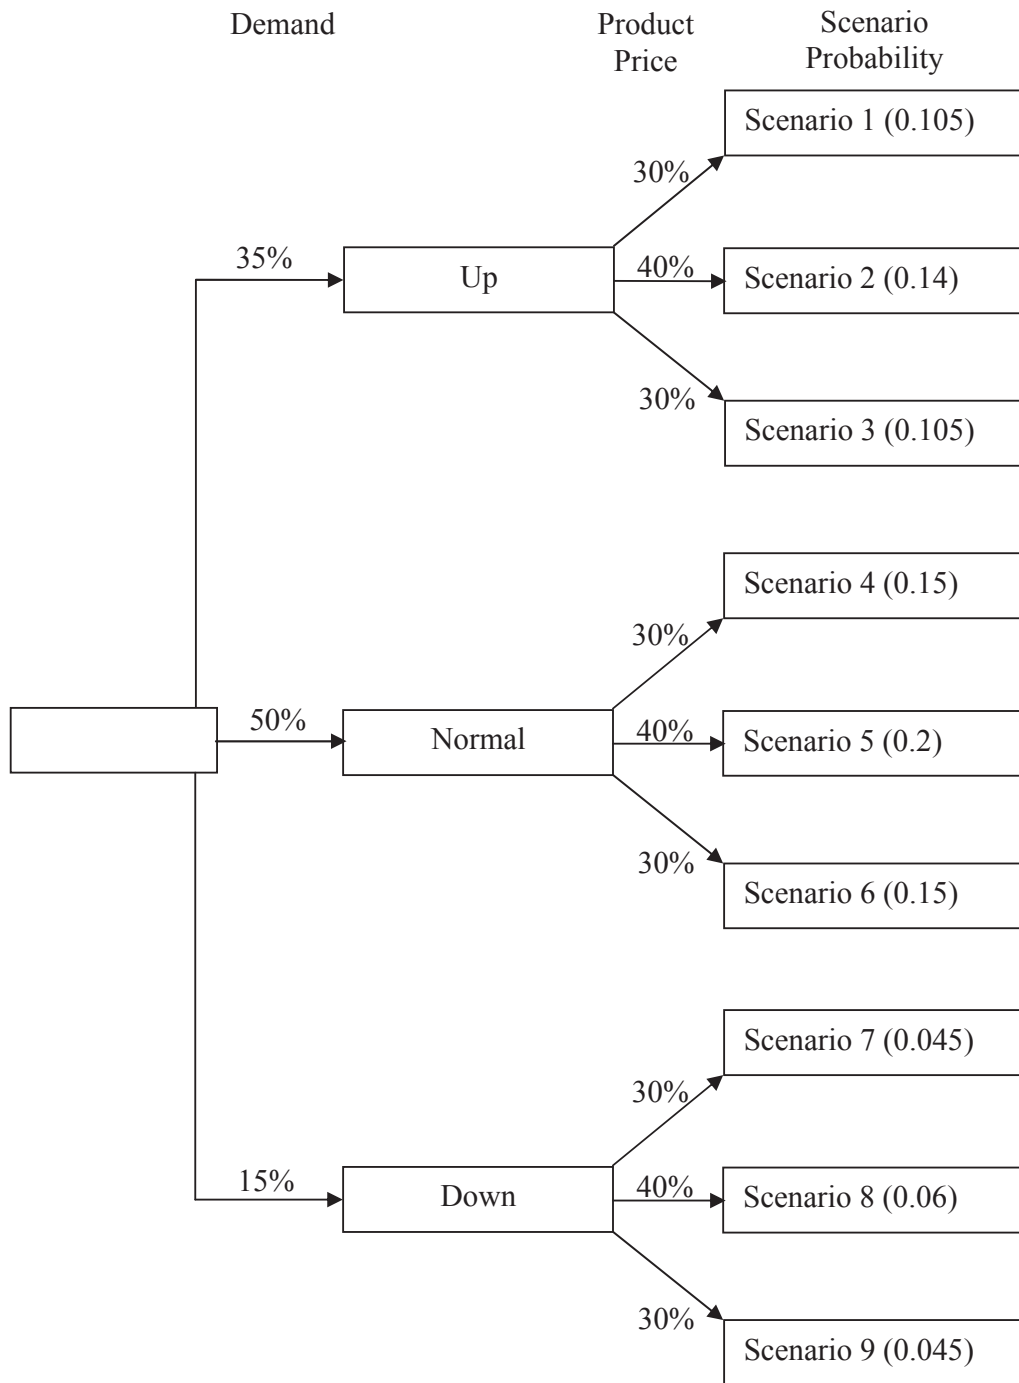 Demand
Product
Price
Scenario
Probability
Scenario 1 (0.105)
30%
35%
Up
40%
Scenario 2 (0.14)
30%
Scenario 3 (0.105)
Scenario 4 (0.15)
30%
50%
Normal
40%
Scenario 5 (0.2)
30%
Scenario 6 (0.15)
Scenario 7 (0.045)
30%
15%
Down
40%
Scenario 8 (0.06)
30%
Scenario 9 (0.045)